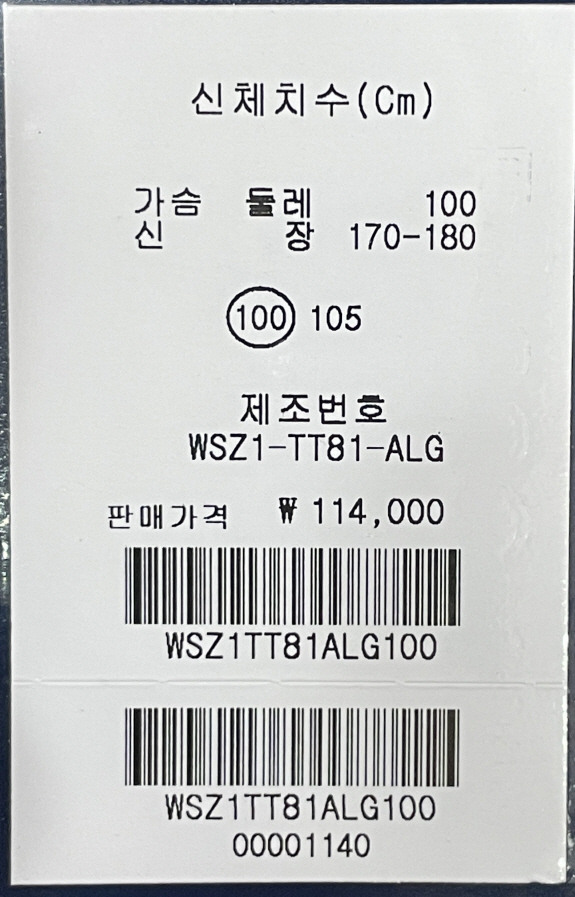 신체치수(Cm)
가슴 둘레 100
신 장 170-180
100 105
제조번호
WSZ1-TT81-ALG
판매가격 ₩ 114,000
WSZ1TT81ALG100
WSZ1TT81ALG100
00001140